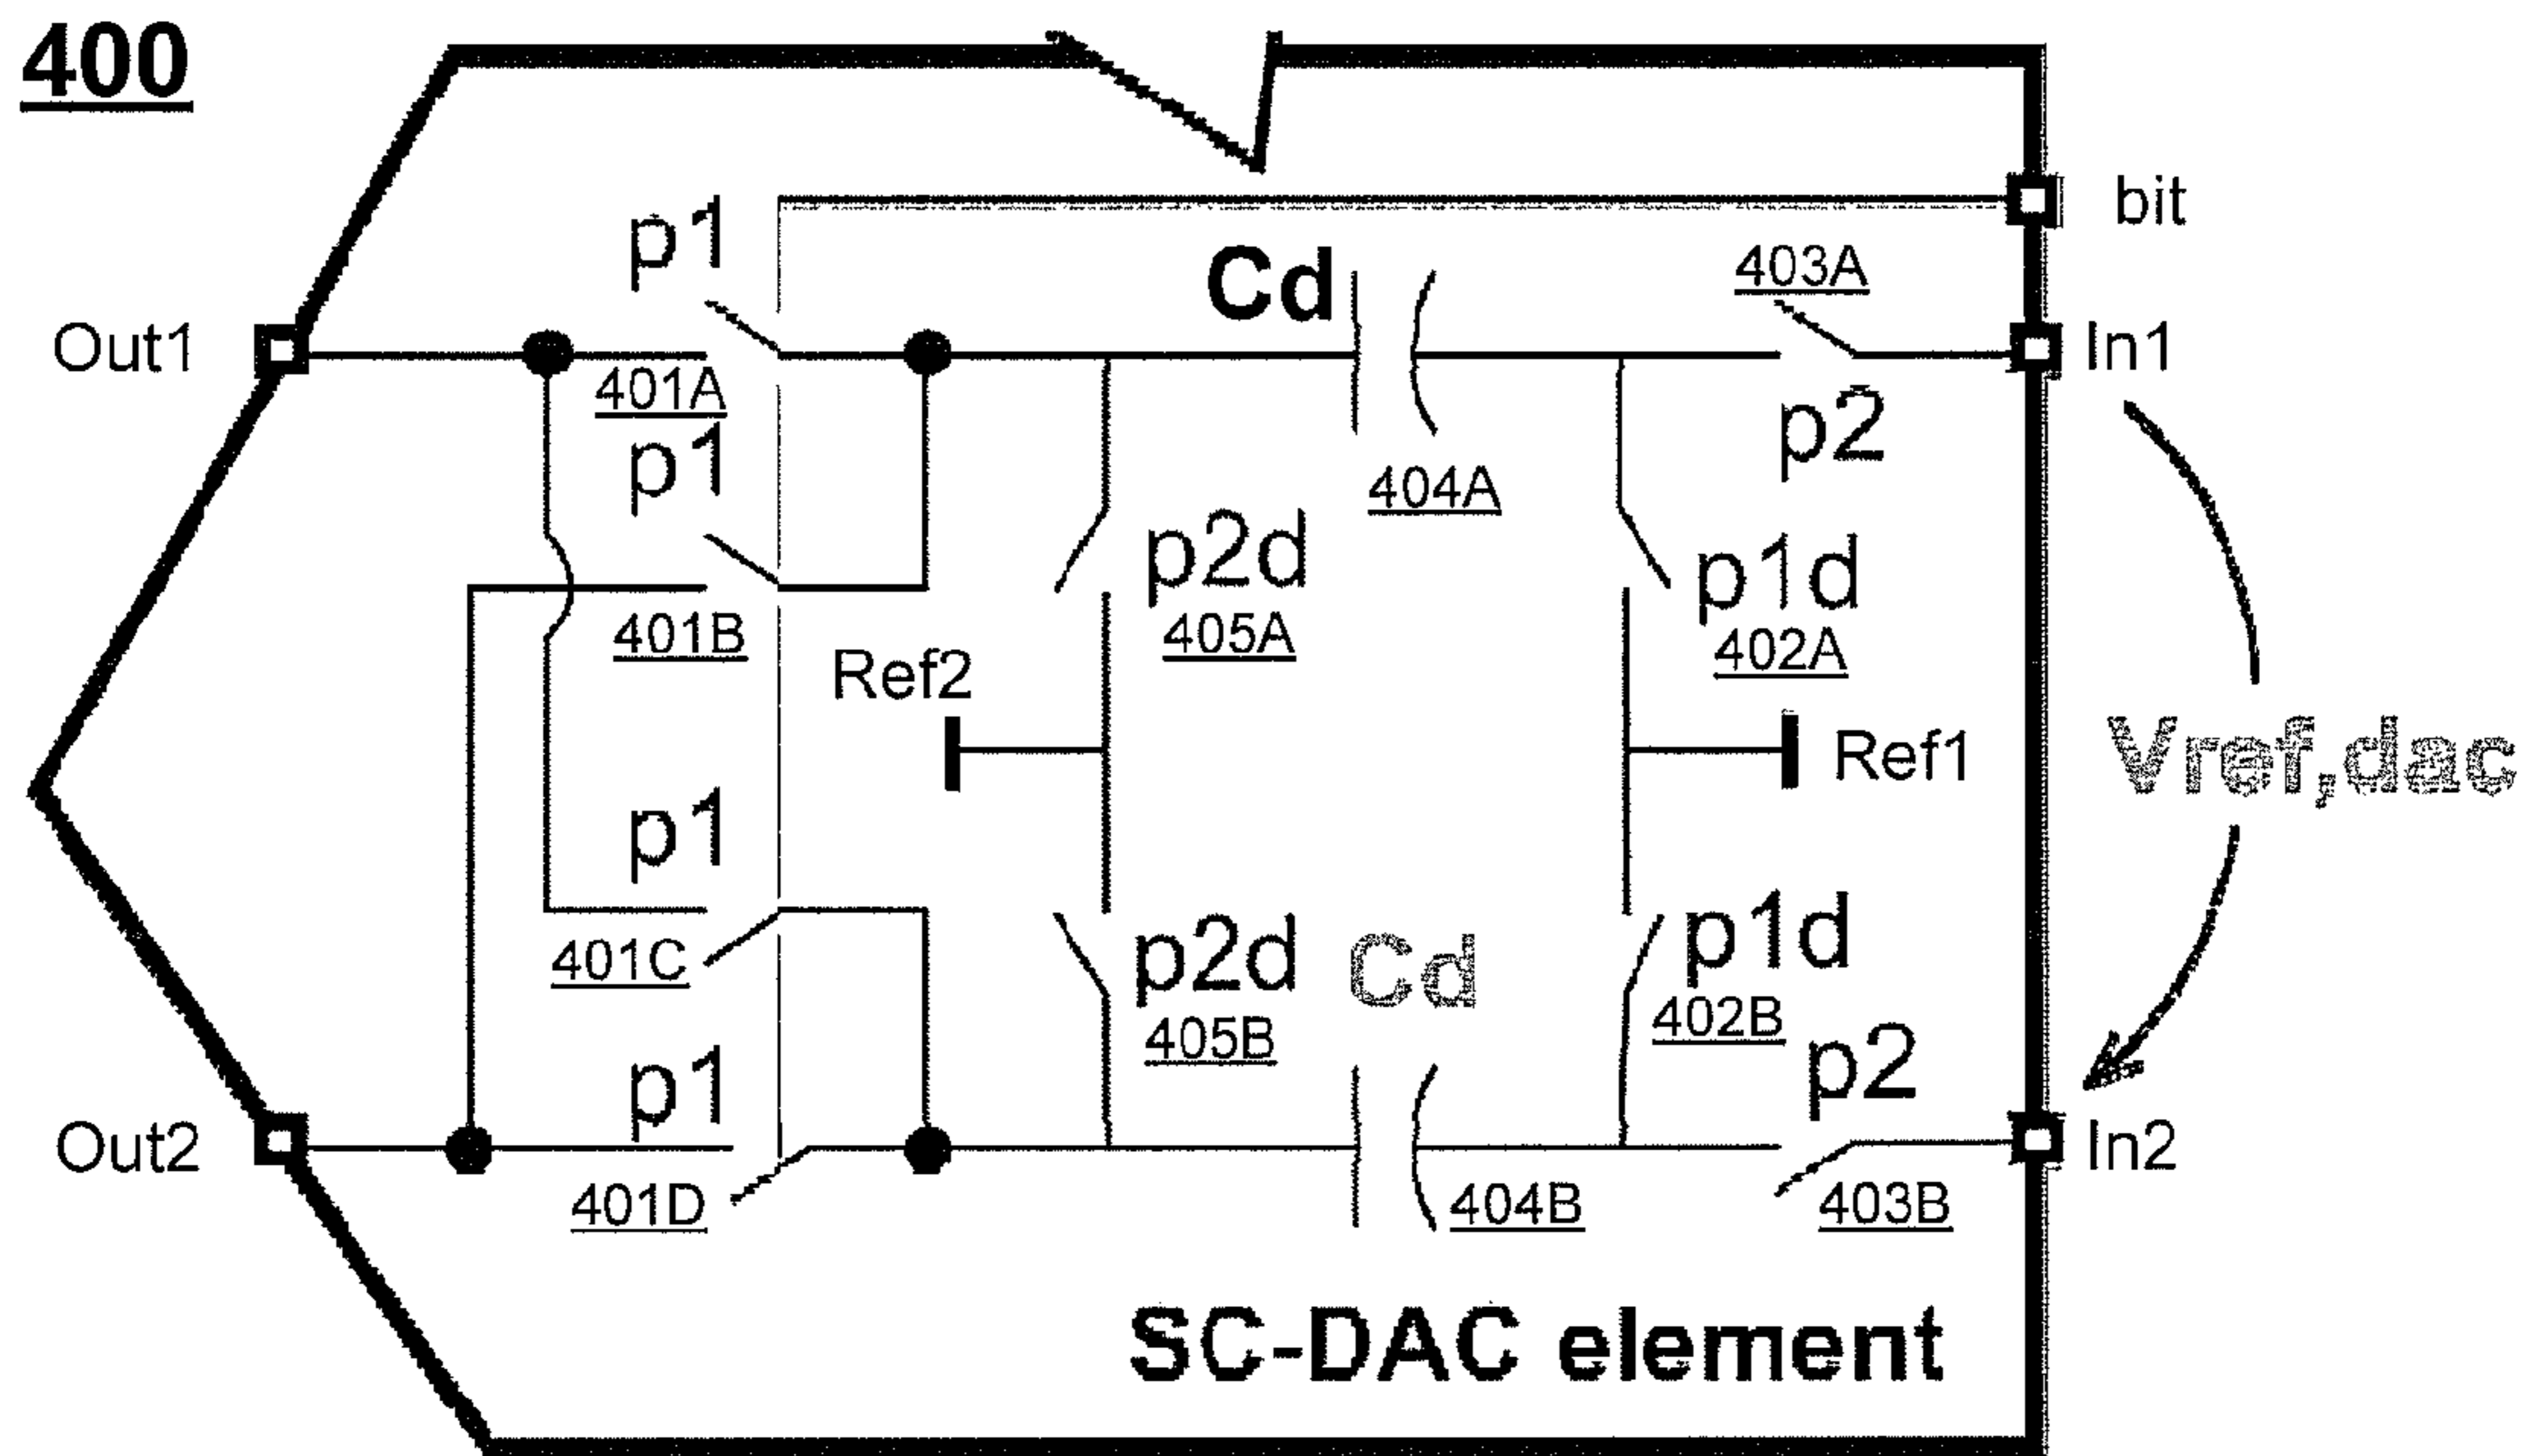 400
bit
p1
Cd
403A
Out1
In1
401A
p1
p2
404A
p2d
p1d
401B
405A
402A
Ref2
Ref1
Vref,dac
p1
p2d
Cd
p1d
401C
402B
405B
p1
p2
Out2
In2
401D
404B
403B
SC-DAC element